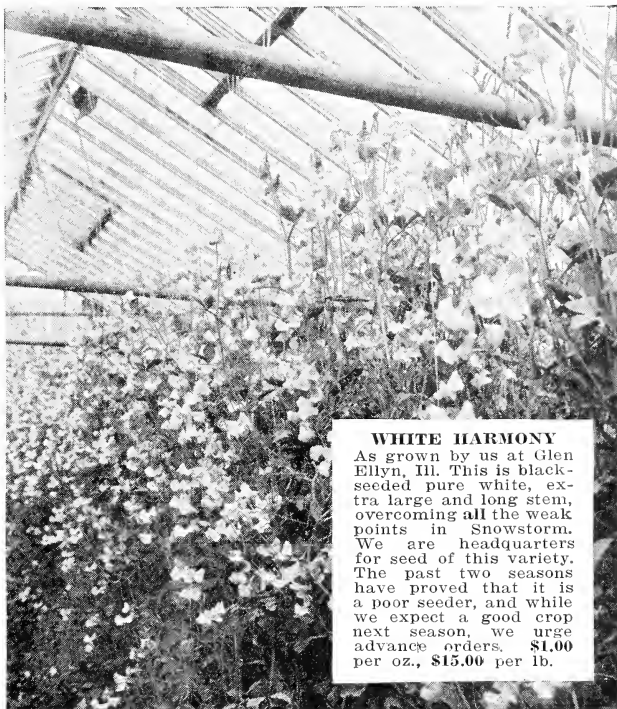 WHITE HARMONY
As grown by us at Glen
Ellyn, Ill. This is black-
seeded pure white, ex-
tra large and long stem,
overcoming all the weak
points in Snowstorm.
We are headquarters
for seed of this variety.
The past two seasons
have proved that it is
a poor seeder, and while
we expect a good crop
next season, we urge
advance orders. $1.00
per oz., $15.00 per lb.